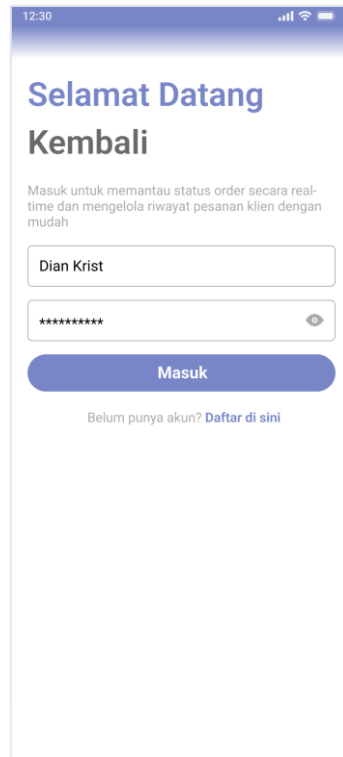 12:30
Selamat Datang
Kembali
Masuk untuk memantau status order secara real-
time dan mengelola riwayat pesanan klien dengan
mudah
Dian Krist
**********
Masuk
Belum punya akun? Daftar di sini